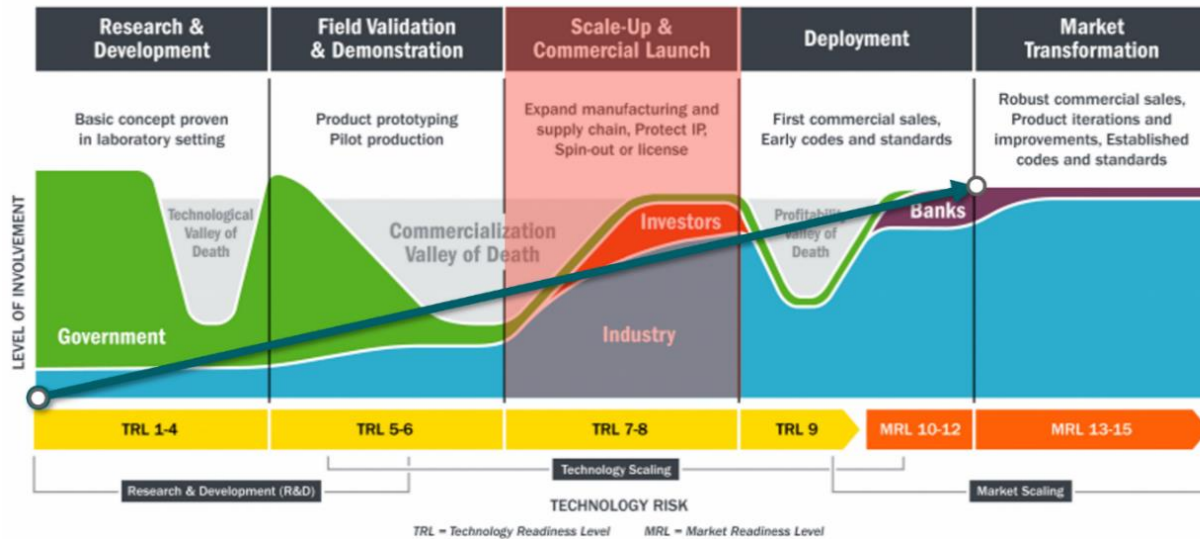 Research &
Development
Field Validation
& Demonstration
Scale-Up &
Commercial Launch
Deployment
Market
Transformation
Basic concept proven
in laboratory setting
Product prototyping
Pilot production
Expand manufacturing and
supply chain, Protect IP,
Spin-out or license
First commercial sales,
Early codes and standards
Robust commercial sales,
Product iterations and
improvements, Established
codes and standards
LEVEL OF INVOLVEMENT
Technological
Valley of
Death
Commercialization
Valley of Death
Investors
Profitability
Valley of
Death
Banks
Government
Industry
TRL 1-4
TRL 5-6
TRL 7-8
TRL 9
MRL 10-12
MRL 13-15
Technology Scaling
Research & Development (R&D)
Market Scaling
TECHNOLOGY RISK
TRL = Technology Readiness Level
MRL = Market Readiness Level